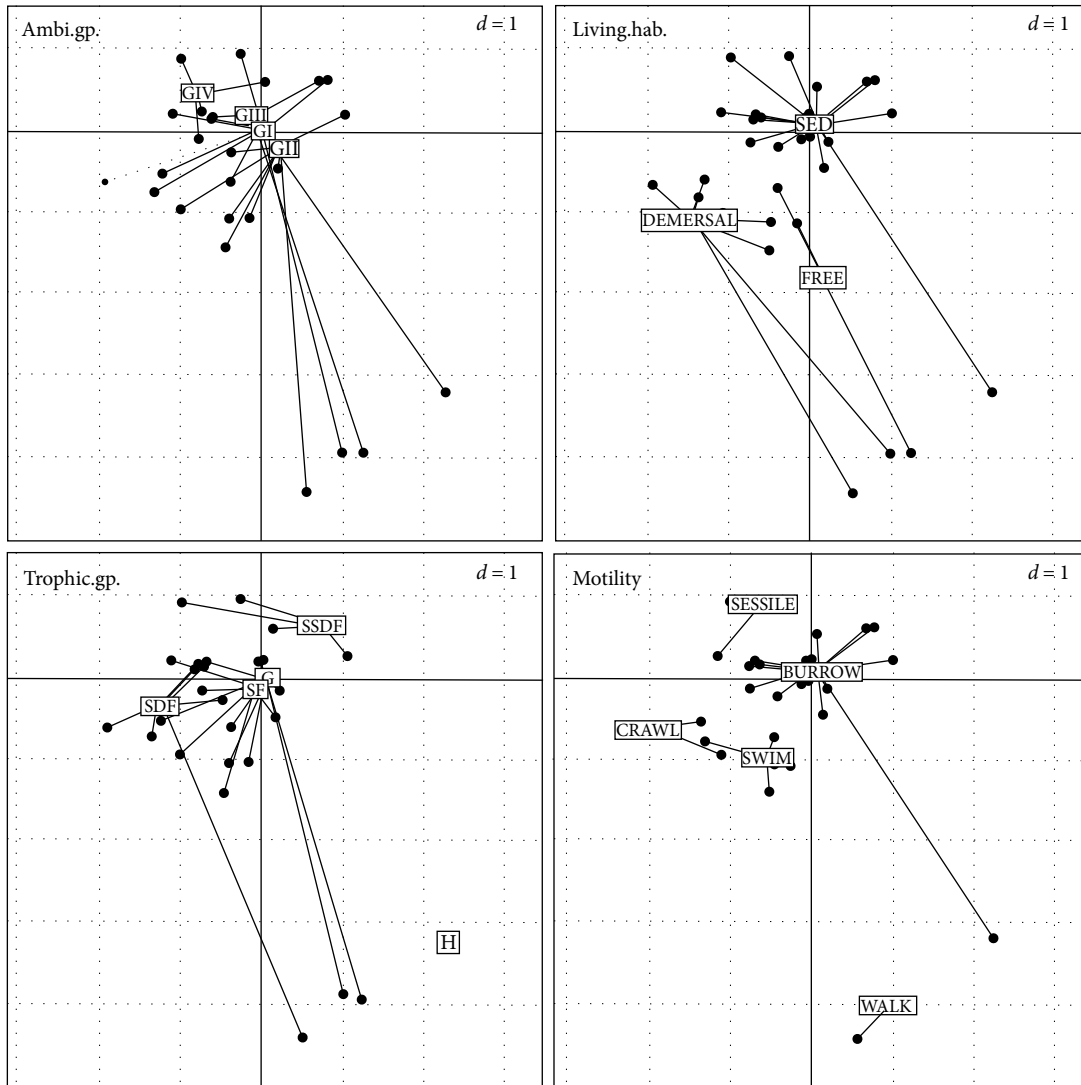 Ambi.gp.
d = 1
GIV
GIII
GI
GII
Living.hab.
d = 1
SED
DEMERSAL
FREE
Trophic.gp.
d = 1
SSDF
G
SF
SDF
H
Motility
d = 1
SESSILE
BURROW
CRAWL
SWIM
WALK